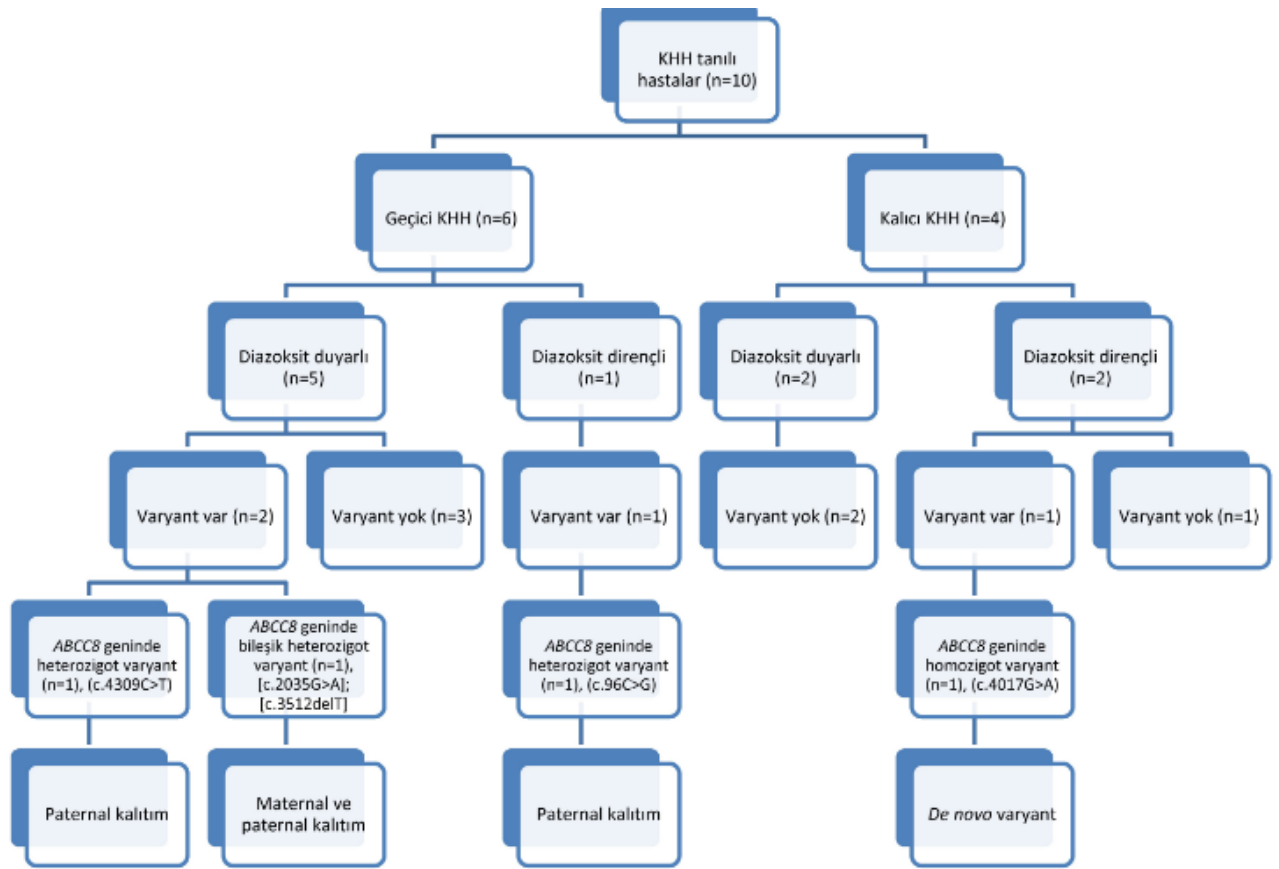 KHH tanılı
hastalar (n=10)
Geçici KHH (n=6)
Kalıcı KHH (n=4)
Diazoksit duyarlı
(n=5)
Diazoksit dirençli
(n=1)
Diazoksit duyarlı
(n=2)
Diazoksit dirençli
(n=2)
Varyant var (n=2)
Varyant yok (n=3)
Varyant var (n=1)
Varyant yok (n=2)
Varyant var (n=1)
Varyant yok (n=1)
ABCC8 geninde
heterozigot varyant
(n=1), (c.4309C>T)
ABCC8 geninde
bileşik heterozigot
varyant (n=1),
[c.2035G>A];
[c.3512delT]
ABCC8 geninde
heterozigot varyant
(n=1), (c.96C>G)
ABCC8 geninde
homozigot varyant
(n=1), (c.4017G>A)
Paternal kalıtım
Maternal ve
paternal kalıtım
Paternal kalıtım
De novo varyant